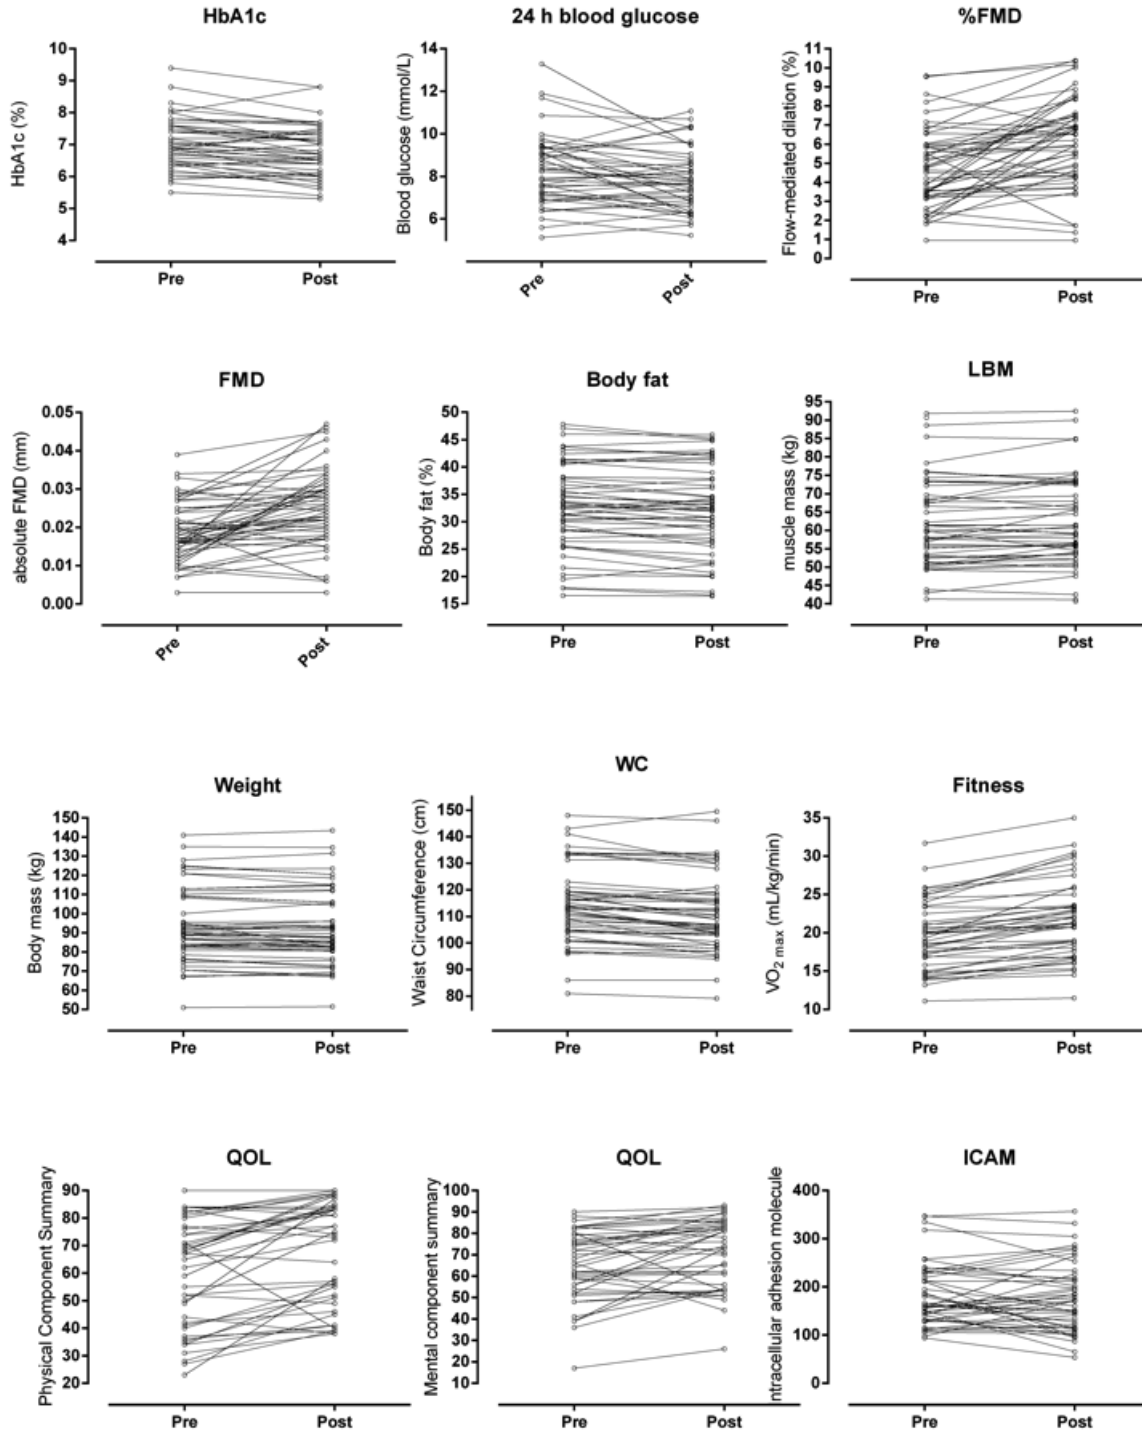 HbA1c
HbA1c (%)
10
9
8
7
6
5
4
Pre
Post
24 h blood glucose
Blood glucose (mmol/L)
14
12
10
8
6
Pre
Post
%FMD
Flow-mediated dilation (%)
11
10
9
8
7
6
5
4
3
2
1
0
Pre
Post
FMD
absolute FMD (mm)
0.05
0.04
0.03
0.02
0.01
0.00
Pre
Post
Body fat
Body fat (%)
50
45
40
35
30
25
20
15
Pre
Post
LBM
muscle mass (kg)
95
90
85
80
75
70
65
60
55
50
45
40
Pre
Post
Weight
Body mass (kg)
150
140
130
120
110
100
90
80
70
60
50
Pre
Post
WC
Waist Circumference (cm)
150
140
130
120
110
100
90
80
Pre
Post
Fitness
VO2 max (mL/kg/min)
35
30
25
20
15
10
Pre
Post
QOL
Physical Component Summary
90
80
70
60
50
40
30
20
Pre
Post
QOL
Mental component summary
100
90
80
70
60
50
40
30
20
10
Pre
Post
ICAM
ntracellular adhesion molecule
400
300
200
100
0
Pre
Post